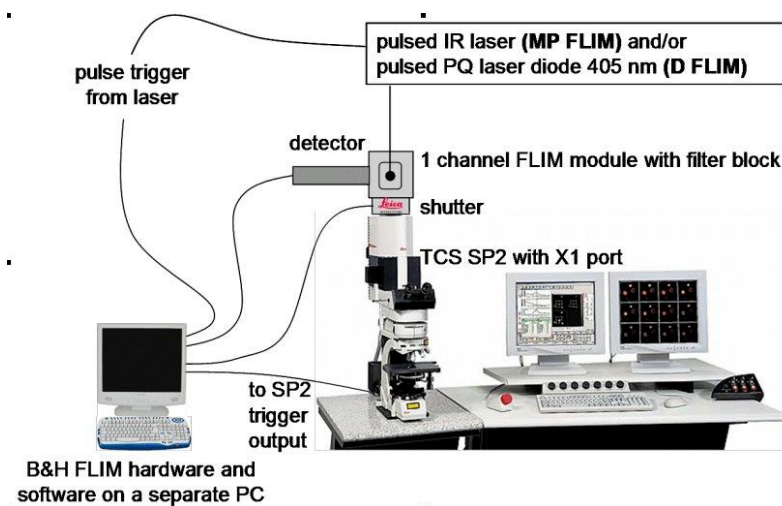 pulsed IR laser (MP FLIM) and/or
pulsed PQ laser diode 405 nm (D FLIM)
pulse trigger
from laser
detector
1 channel FLIM module with filter block
Leica
shutter
TCS SP2 with X1 port
to SP2
trigger
output
B&H FLIM hardware and
software on a separate PC